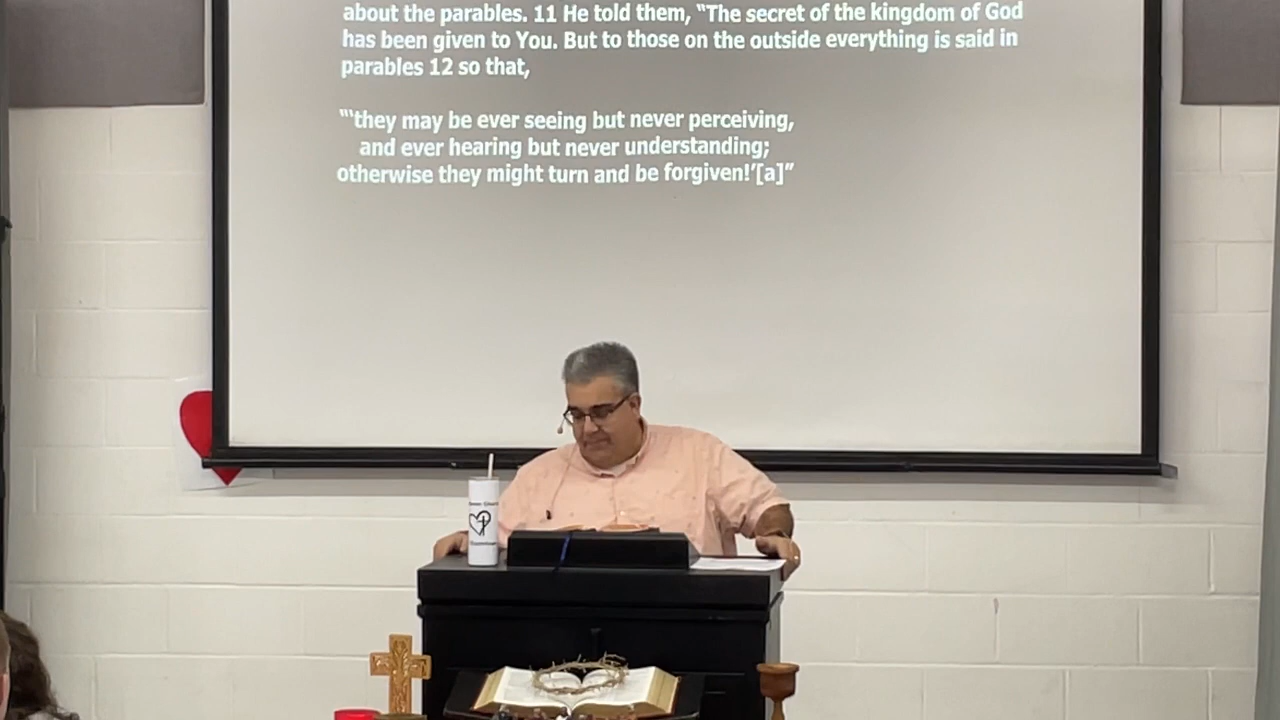 about the parables. 11 He told them, “The secret of the kingdom of God
has been given to You. But to those on the outside everything is said in
parables 12 so that,
“‘they may be ever seeing but never perceiving,
and ever hearing but never understanding;
otherwise they might turn and be forgiven!’[a]”